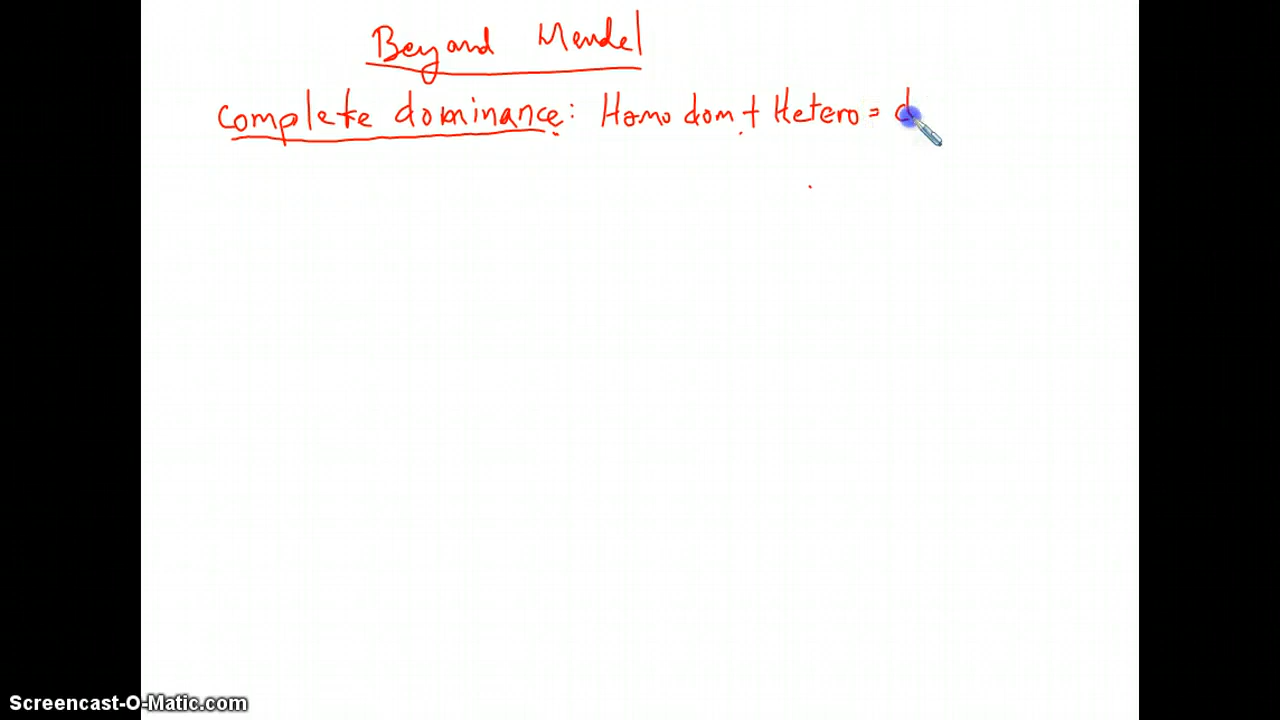 Beyond Mendel
complete dominance: Homo dom + Hetero = d
Screencast-O-Matic.com